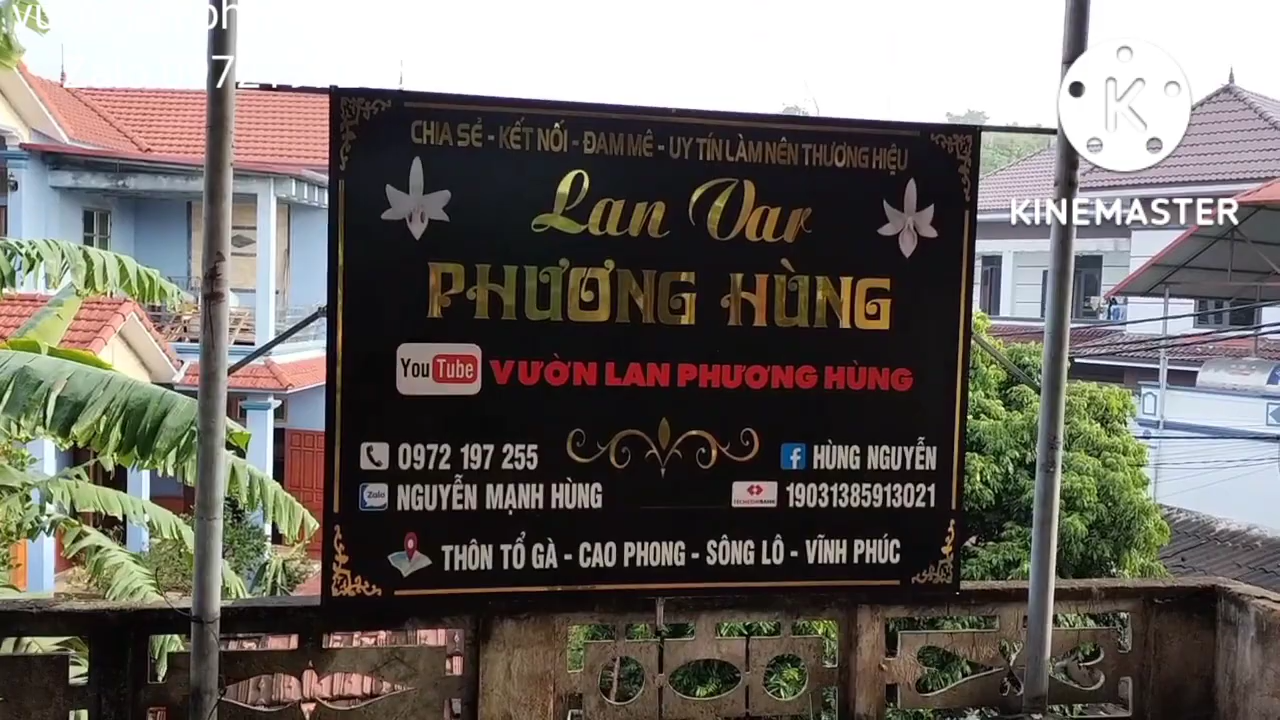 CHIA SẺ - KẾT NỐI - ĐAM MÊ - UY TÍN LÀM NÊN THƯƠNG HIỆU
Lan Var
PHƯƠNG HÙNG
YouTube VƯỜN LAN PHƯƠNG HÙNG
0972 197 255
HÙNG NGUYỄN
Zalo NGUYỄN MẠNH HÙNG
TECHCOMBANK 19031385913021
THÔN TỔ GÀ - CAO PHONG - SÔNG LÔ - VĨNH PHÚC
K
KINEMASTER